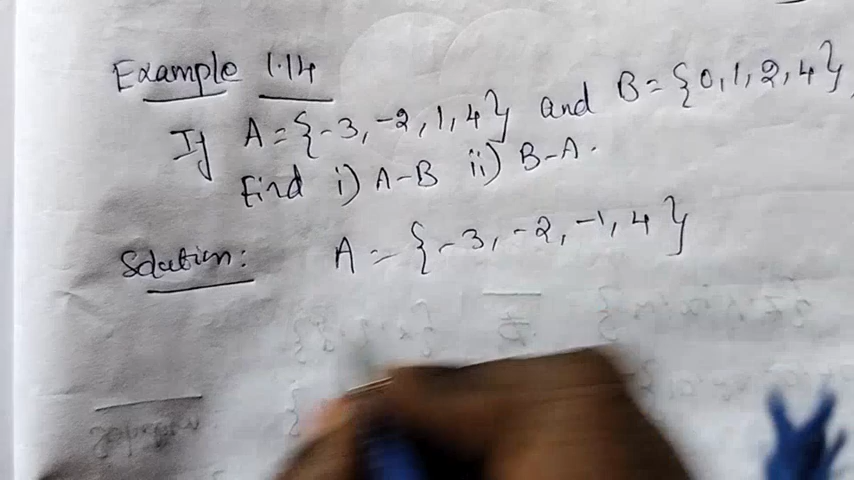 Example 1.14
If A={-3,-2,1,4} and B={0,1,2,4},
Find i) A-B ii) B-A.
Solution: A={-3,-2,-1,4}